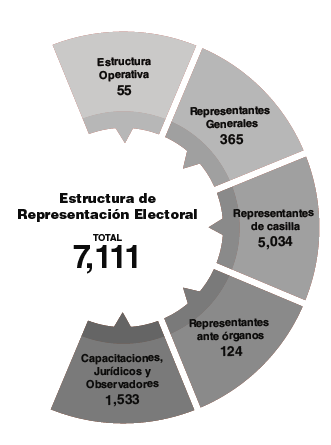 Estructura
Operativa
55
Representantes
Generales
365
Estructura de
Representación Electoral
TOTAL
7,111
Representantes
de casilla
5,034
Representantes
ante órganos
124
Capacitaciones,
Jurídicos y
Observadores
1,533